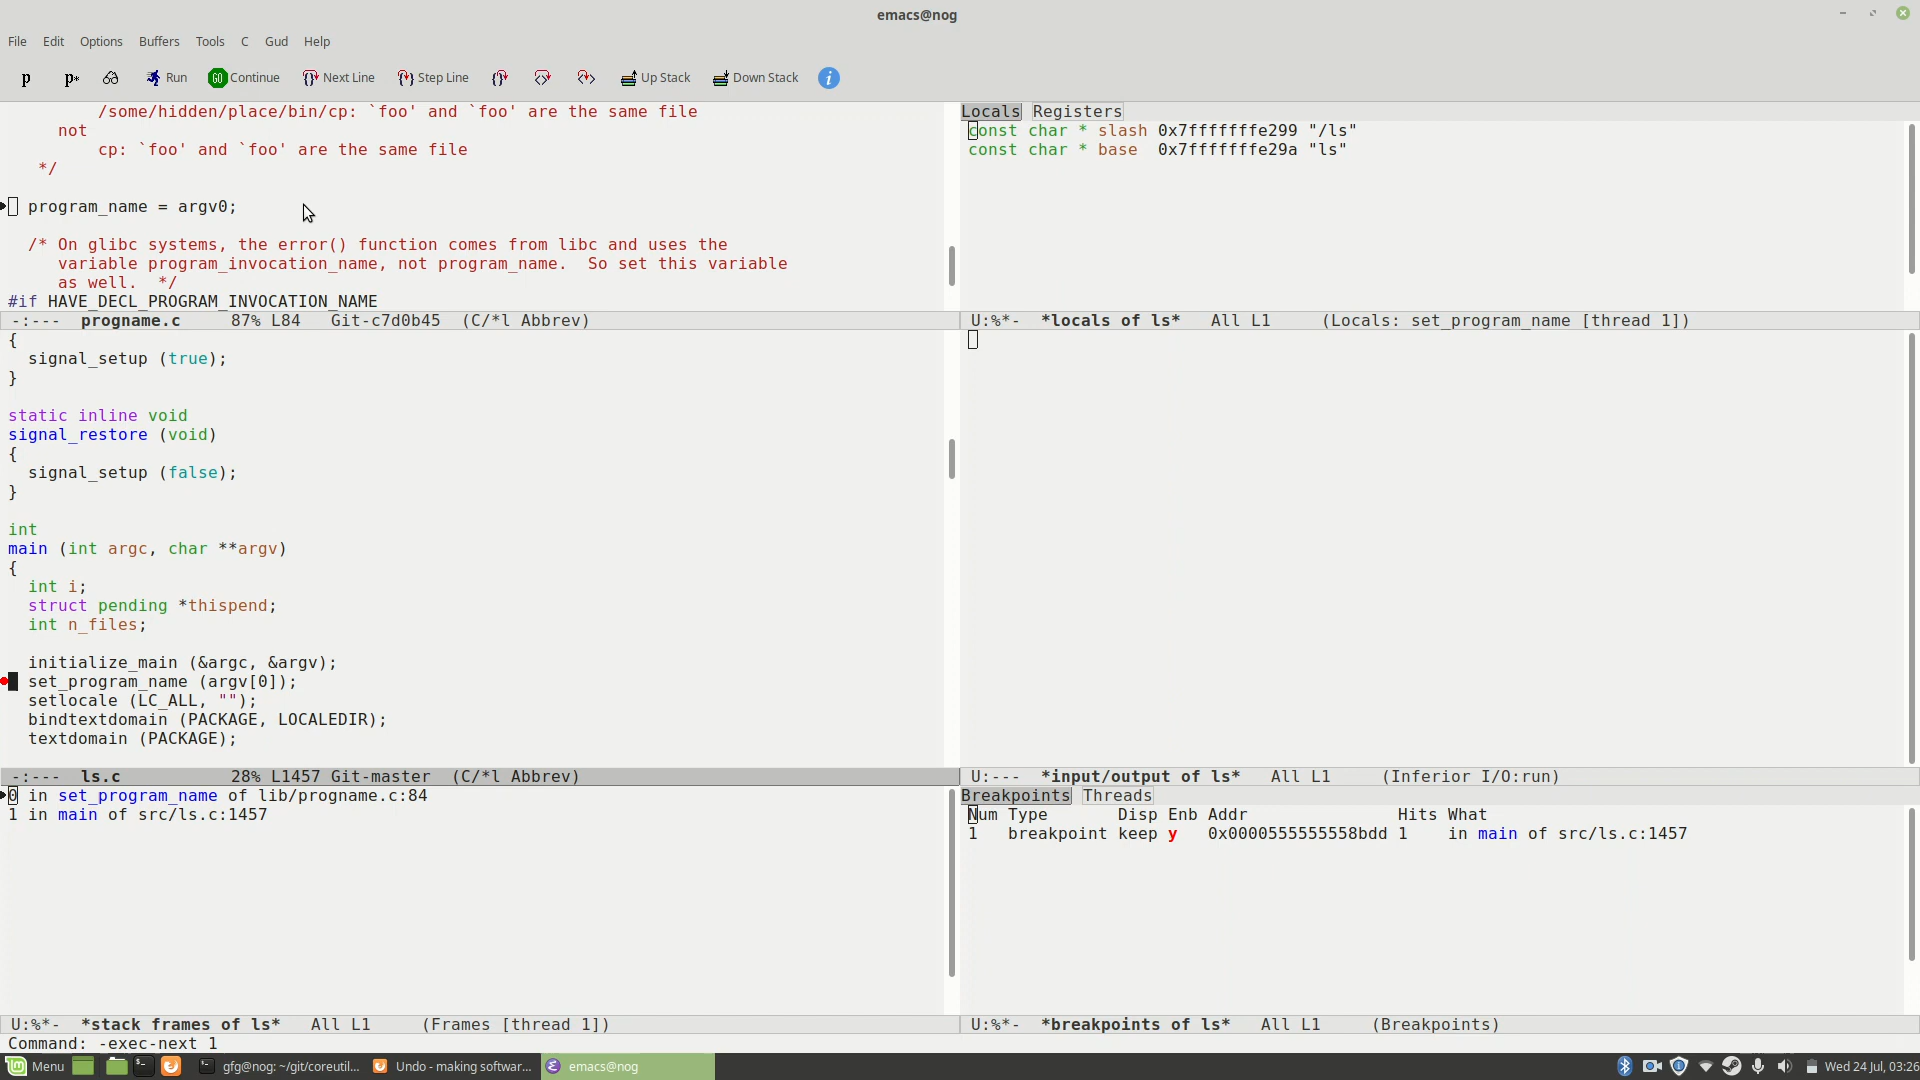 emacs@nog
File Edit Options Buffers Tools C Gud Help
p p* Run GO Continue Next Line Step Line Up Stack Down Stack i
/some/hidden/place/bin/cp: `foo' and `foo' are the same file
not
cp: `foo' and `foo' are the same file
*/
program_name = argv0;
/* On glibc systems, the error() function comes from libc and uses the
variable program_invocation_name, not program_name.  So set this variable
as well.  */
#if HAVE_DECL_PROGRAM_INVOCATION_NAME
-:---  progname.c     87% L84   Git-c7d0b45  (C/*l Abbrev)
Locals Registers
const char * slash 0x7fffffffe299 "/ls"
const char * base  0x7fffffffe29a "ls"
U:%*-  *locals of ls*   All L1     (Locals: set_program_name [thread 1])
{
signal_setup (true);
}
static inline void
signal_restore (void)
{
signal_setup (false);
}
int
main (int argc, char **argv)
{
int i;
struct pending *thispend;
int n_files;
initialize_main (&argc, &argv);
set_program_name (argv[0]);
setlocale (LC_ALL, "");
bindtextdomain (PACKAGE, LOCALEDIR);
textdomain (PACKAGE);
-:---  ls.c           28% L1457 Git-master  (C/*l Abbrev)
U:---  *input/output of ls*   All L1     (Inferior I/O:run)
0 in set_program_name of lib/progname.c:84
1 in main of src/ls.c:1457
U:%*-  *stack frames of ls*   All L1     (Frames [thread 1])
Breakpoints Threads
Num Type       Disp Enb Addr               Hits What
1   breakpoint keep y   0x0000555555558bdd 1    in main of src/ls.c:1457
U:%*-  *breakpoints of ls*   All L1     (Breakpoints)
Command: -exec-next 1
Menu gfg@nog: ~/git/coreutil... Undo - making softwar... emacs@nog Wed 24 Jul, 03:26